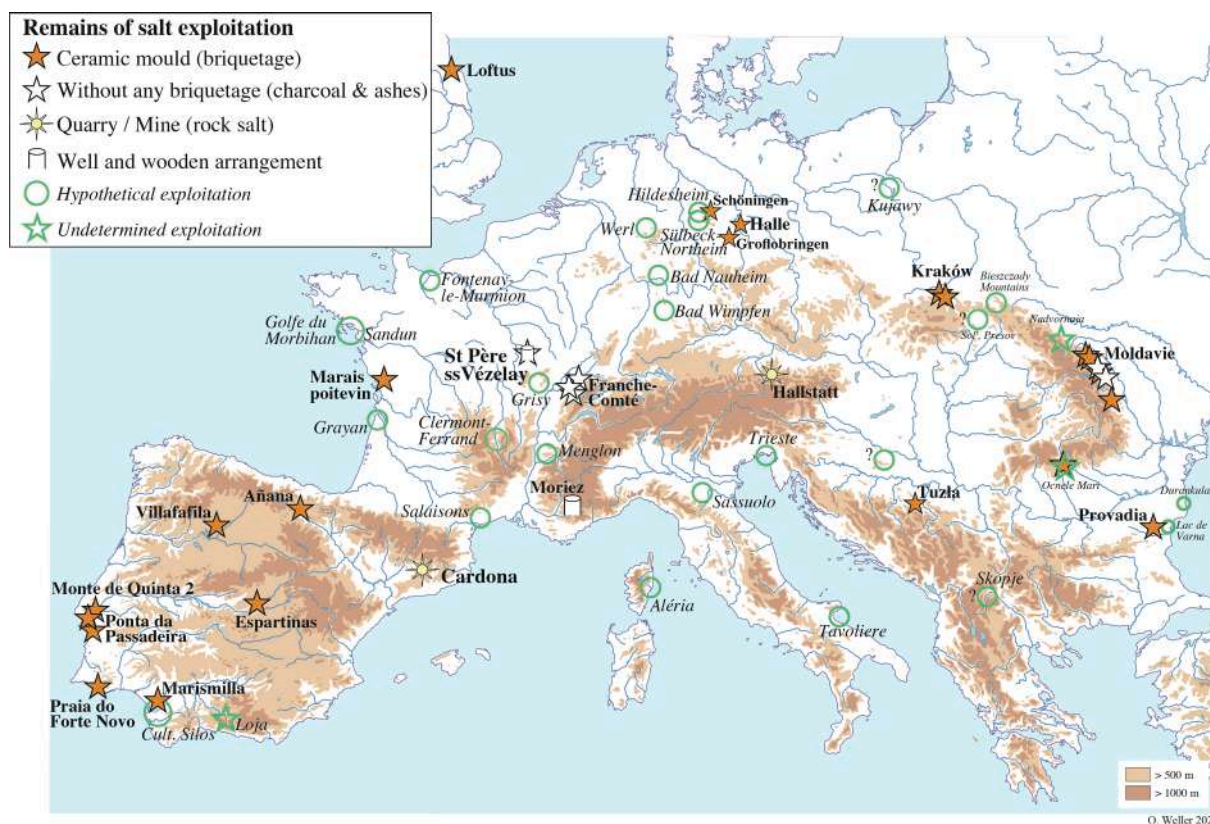 Remains of salt exploitation
Ceramic mould (briquetage)
Without any briquetage (charcoal & ashes)
Quarry / Mine (rock salt)
Well and wooden arrangement
Hypothetical exploitation
Undetermined exploitation
Loftus
Hildesheim
Schöningen
Halle
Werl
Sülbeck
Northeim
Groflobringen
?
Kujawy
Bad Nauheim
Bad Wimpfen
Kraków
Bieszczady
Mountains
?
Sol', Presov
Nadvornaja
Moldavie
Fontenay-
le-Marmion
Golfe du
Morbihan
Sandun
St Père
ssVézelay
Marais
poitevin
Grisy
Franche-
Comté
Hallstatt
Grayan
Clermont-
Ferrand
Menglon
Trieste
?
Ocnele Mari
Moriez
Sassuolo
Tuzla
Durankulak
Provadia
Lac de
Varna
Añana
Villafafila
Salaisons
Cardona
Skopje
?
Monte de Quinta 2
Ponta da
Passadeira
Espartinas
Aléria
Tavoliere
Praia do
Forte Novo
Marismilla
Cult. Silos
Loja
> 500 m
> 1000 m
O. Weller 202